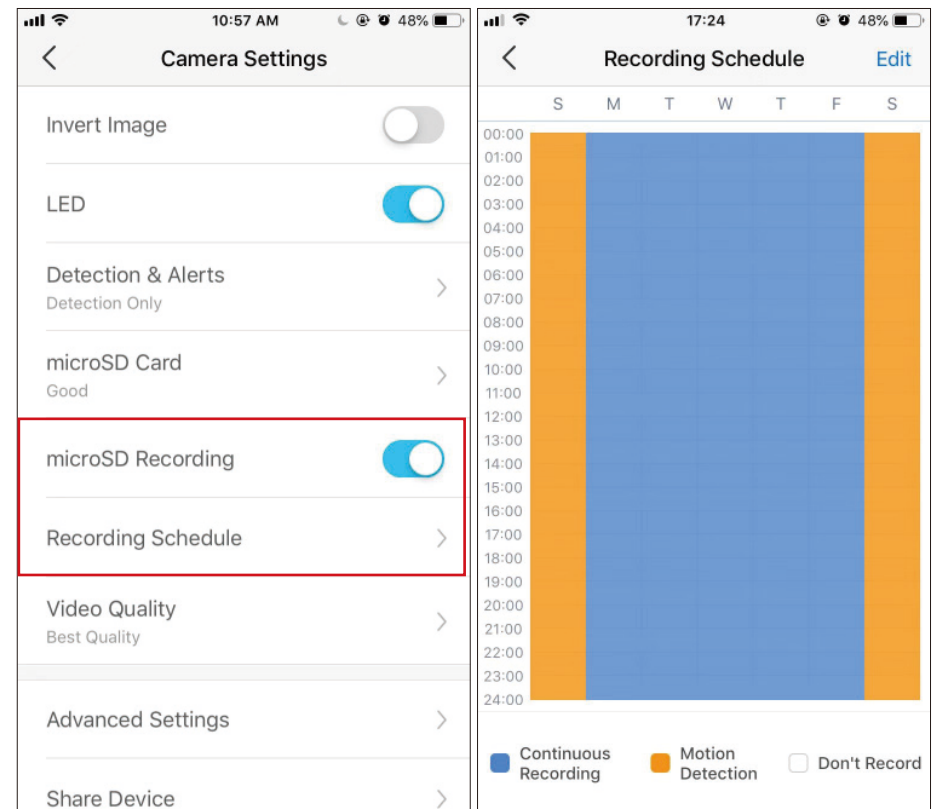 10:57 AM
48%
Camera Settings
Invert Image
LED
Detection & Alerts
Detection Only
microSD Card
Good
microSD Recording
Recording Schedule
Video Quality
Best Quality
Advanced Settings
Share Device
17:24
48%
Recording Schedule
Edit
S M T W T F S
00:00
01:00
02:00
03:00
04:00
05:00
06:00
07:00
08:00
09:00
10:00
11:00
12:00
13:00
14:00
15:00
16:00
17:00
18:00
19:00
20:00
21:00
22:00
23:00
24:00
Continuous
Recording
Motion
Detection
Don't Record